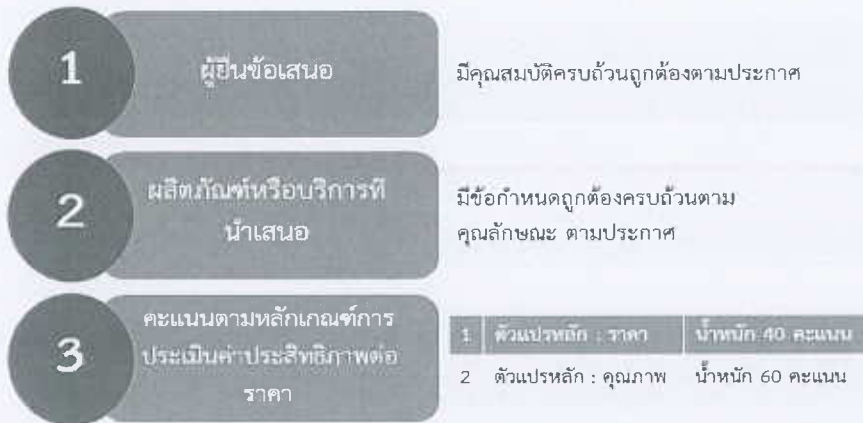 1
ผู้ยื่นข้อเสนอ
มีคุณสมบัติครบถ้วนถูกต้องตามประกาศ
2
ผลิตภัณฑ์หรือบริการที่
นำเสนอ
มีข้อกำหนดถูกต้องครบถ้วนตาม
คุณลักษณะ ตามประกาศ
3
คะแนนตามหลักเกณฑ์การ
ประเมินค่าประสิทธิภาพต่อ
ราคา
1 ตัวแปรหลัก : ราคา น้ำหนัก 40 คะแนน
2 ตัวแปรหลัก : คุณภาพ น้ำหนัก 60 คะแนน